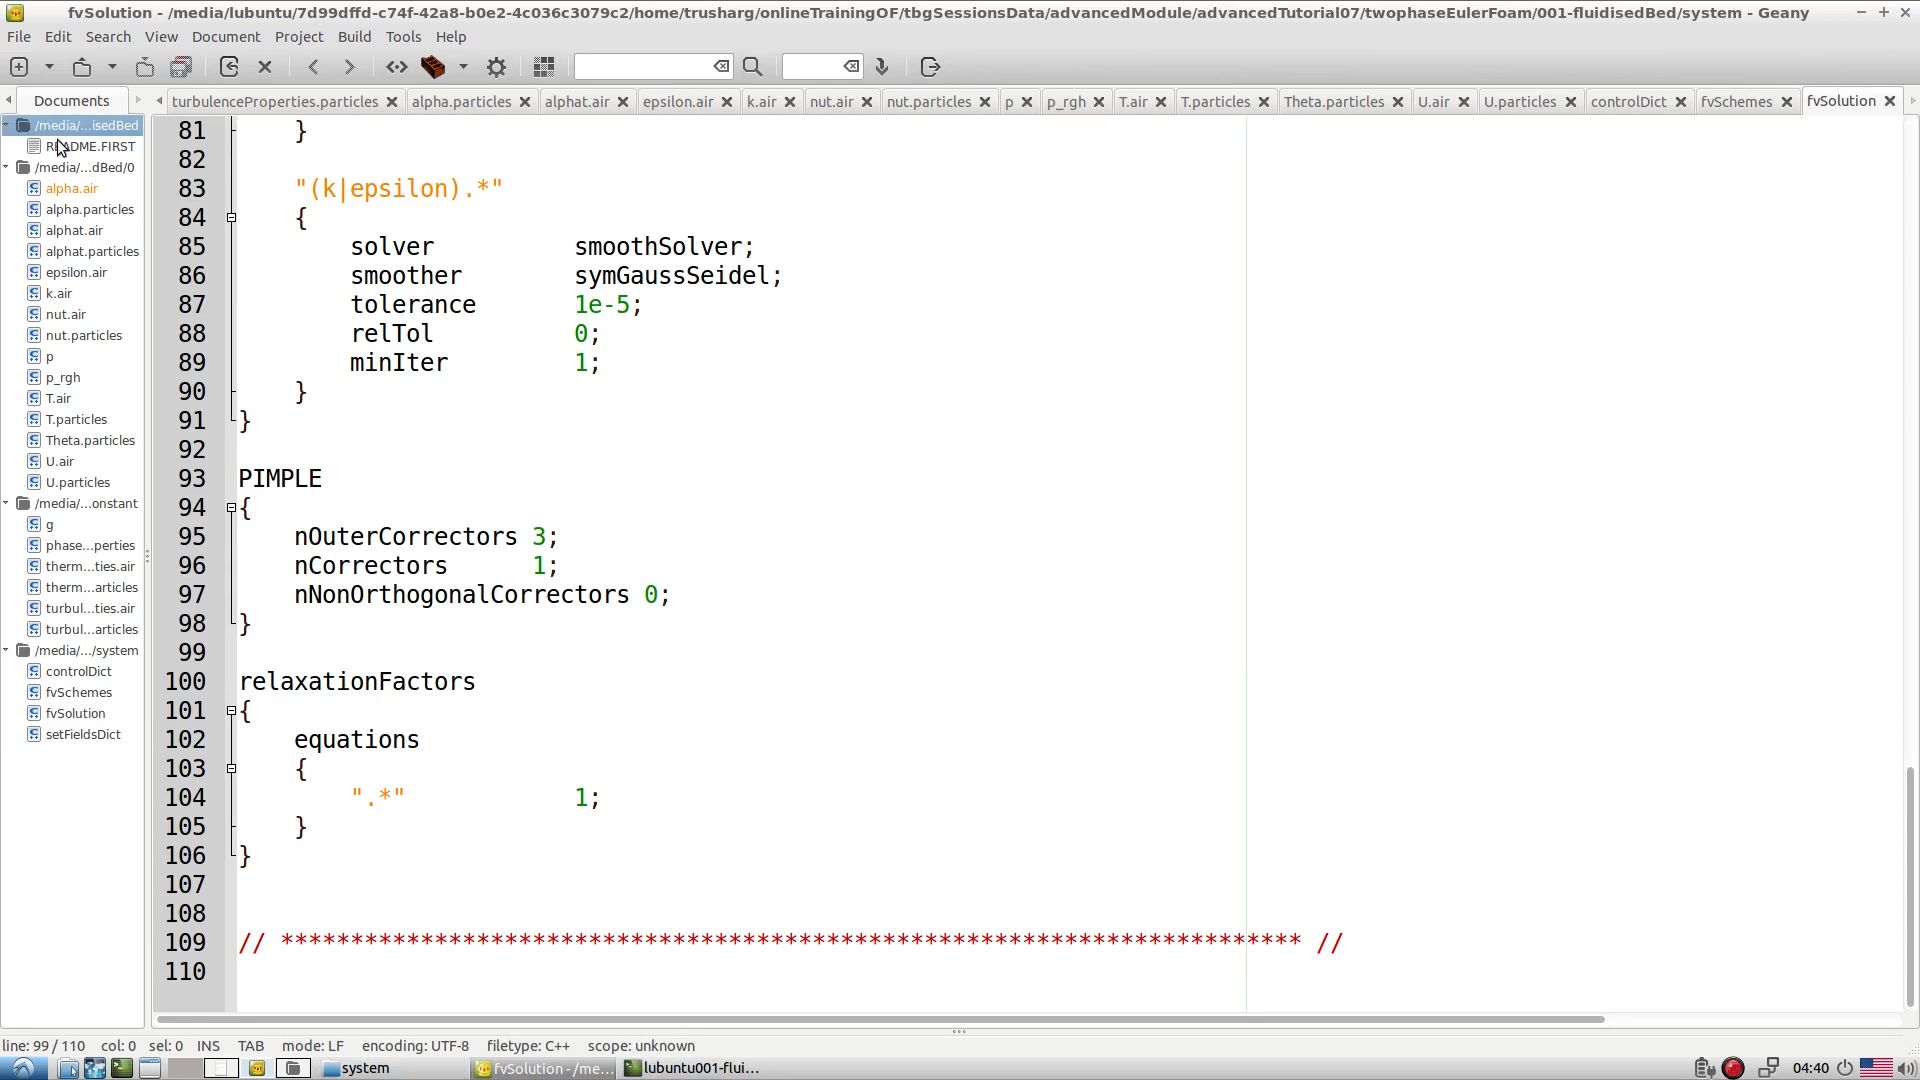 fvSolution - /media/lubuntu/7d99dffd-c74f-42a8-b0e2-4c036c3079c2/home/trusharg/onlineTrainingOF/tbgSessionsData/advancedModule/advancedTutorial07/twophaseEulerFoam/001-fluidisedBed/system - Geany
File Edit Search View Document Project Build Tools Help
Documents turbulenceProperties.particles alpha.particles alphat.air epsilon.air k.air nut.air nut.particles p p_rgh T.air T.particles Theta.particles U.air U.particles controlDict fvSchemes fvSolution
/media/...isedBed
README.FIRST
/media/...dBed/0
alpha.air
alpha.particles
alphat.air
alphat.particles
epsilon.air
k.air
nut.air
nut.particles
p
p_rgh
T.air
T.particles
Theta.particles
U.air
U.particles
/media/...onstant
g
phase...perties
therm...ties.air
therm...articles
turbul...ties.air
turbul...articles
/media/.../system
controlDict
fvSchemes
fvSolution
setFieldsDict
81 }
82
83 "(k|epsilon).*"
84 {
85 solver smoothSolver;
86 smoother symGaussSeidel;
87 tolerance 1e-5;
88 relTol 0;
89 minIter 1;
90 }
91 }
92
93 PIMPLE
94 {
95 nOuterCorrectors 3;
96 nCorrectors 1;
97 nNonOrthogonalCorrectors 0;
98 }
99
100 relaxationFactors
101 {
102 equations
103 {
104 ".*" 1;
105 }
106 }
107
108
109 // ************************************************************************* //
110
line: 99 / 110 col: 0 sel: 0 INS TAB mode: LF encoding: UTF-8 filetype: C++ scope: unknown
system fvSolution - /me... lubuntu001-flui... 04:40